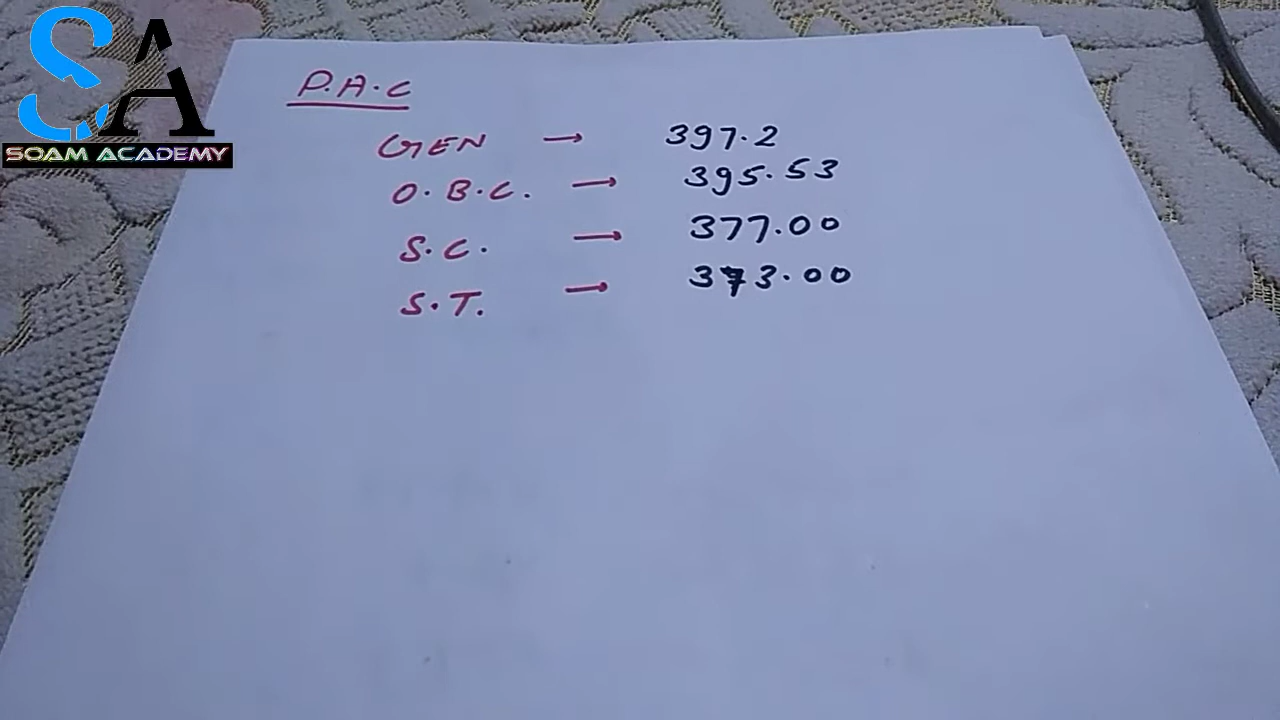 SA
SOAM ACADEMY
P.A.C
GEN → 397.2
O.B.C. → 395.53
S.C. → 377.00
S.T. → 373.00